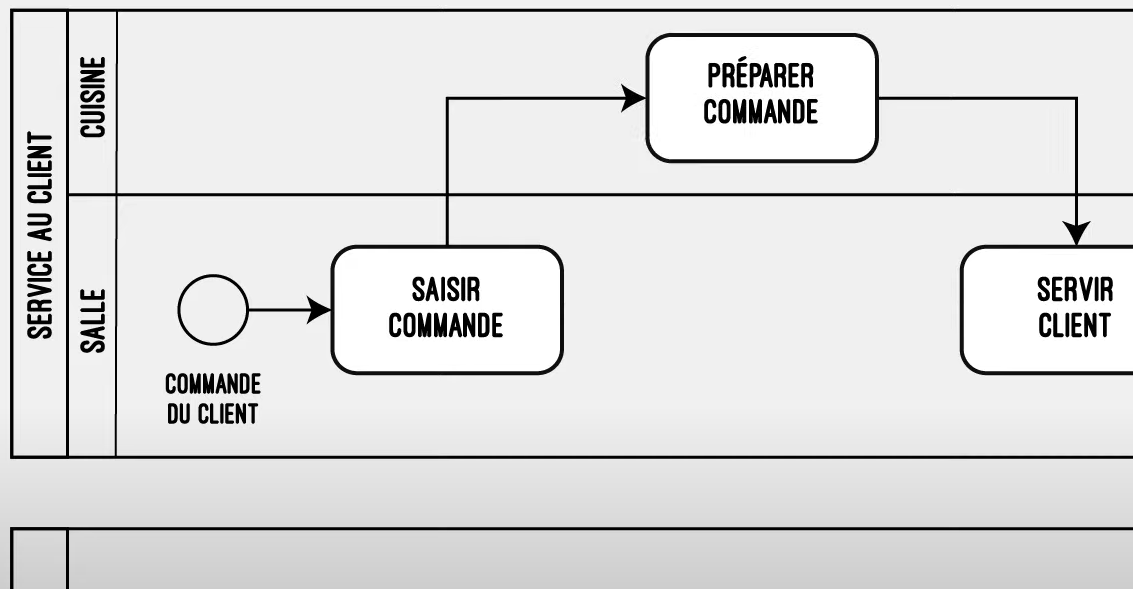 SERVICE AU CLIENT
CUISINE
PRÉPARER
COMMANDE
SALLE
COMMANDE
DU CLIENT
SAISIR
COMMANDE
SERVIR
CLIENT